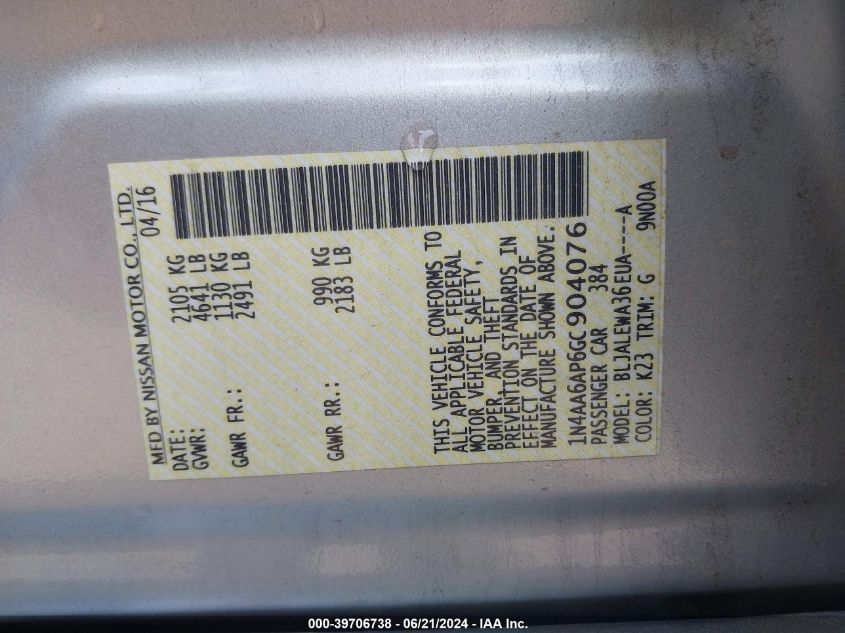 MFD BY NISSAN MOTOR CO., LTD.
DATE: 04/16
GVWR: 2105 KG
4641 LB
GAWR FR.: 1130 KG
2491 LB
GAWR RR.: 990 KG
2183 LB
THIS VEHICLE CONFORMS TO
ALL APPLICABLE FEDERAL
MOTOR VEHICLE SAFETY,
BUMPER, AND THEFT
PREVENTION STANDARDS IN
EFFECT ON THE DATE OF
MANUFACTURE SHOWN ABOVE.
1N4AA6AP6GC904076
PASSENGER CAR 384
MODEL: BLJALEWA36EUA----A
COLOR: K23 TRIM: G 9N00A
000-39706738 - 06/21/2024 - IAA Inc.